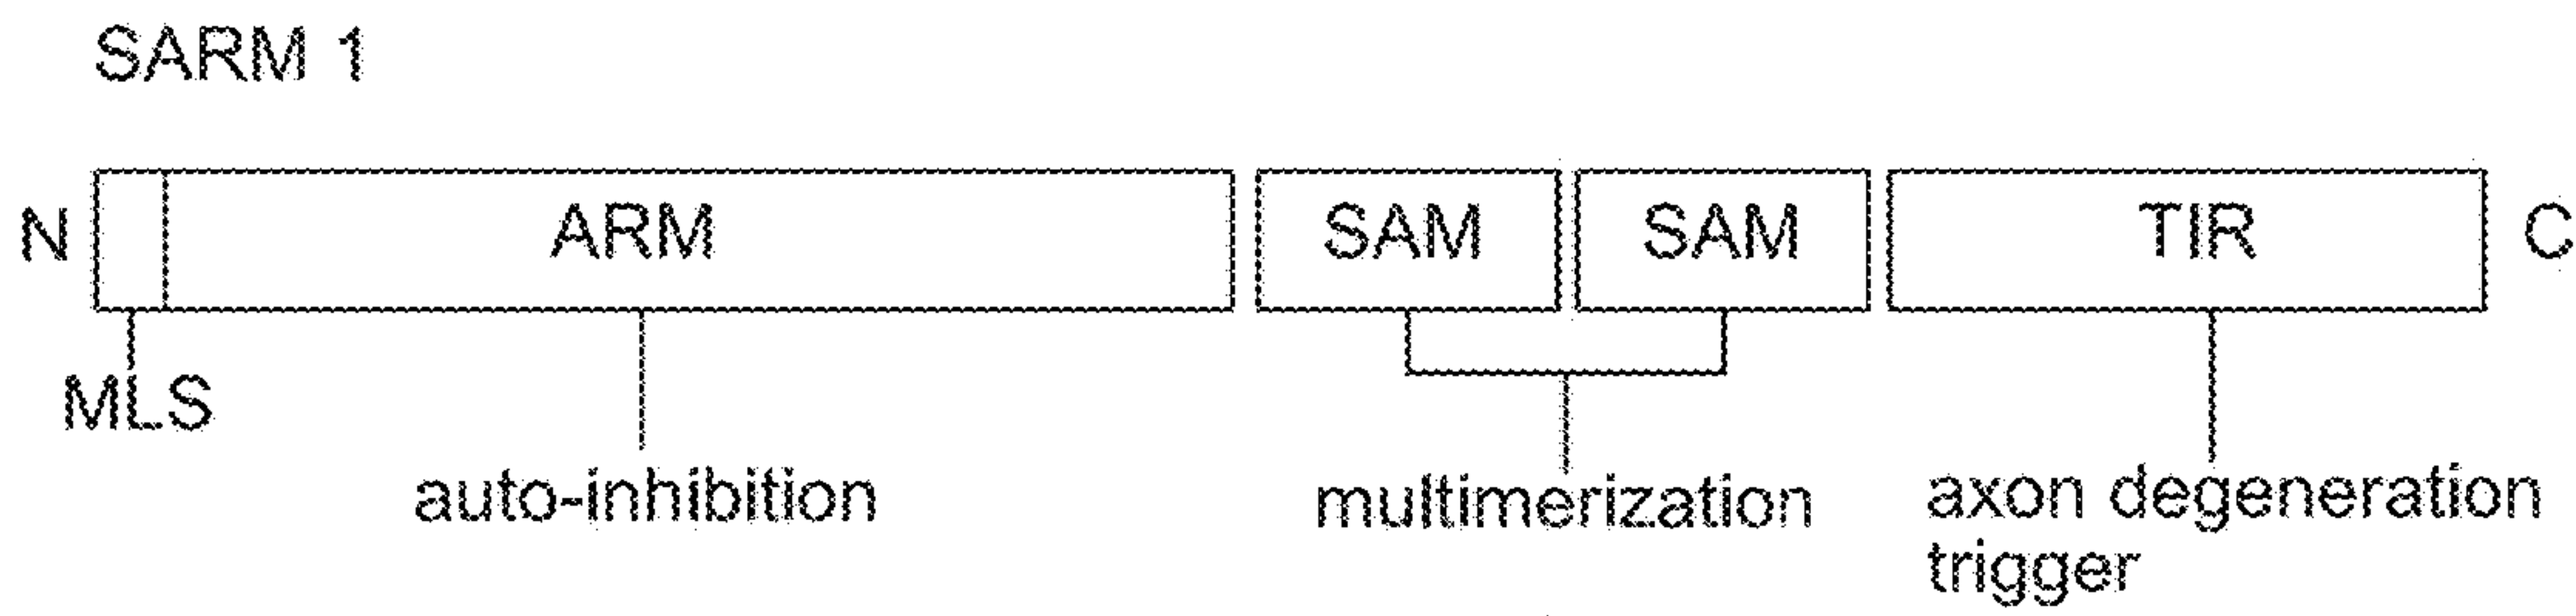 SARM 1
N ARM SAM SAM TIR C
MLS
auto-inhibition multimerization axon degeneration
trigger